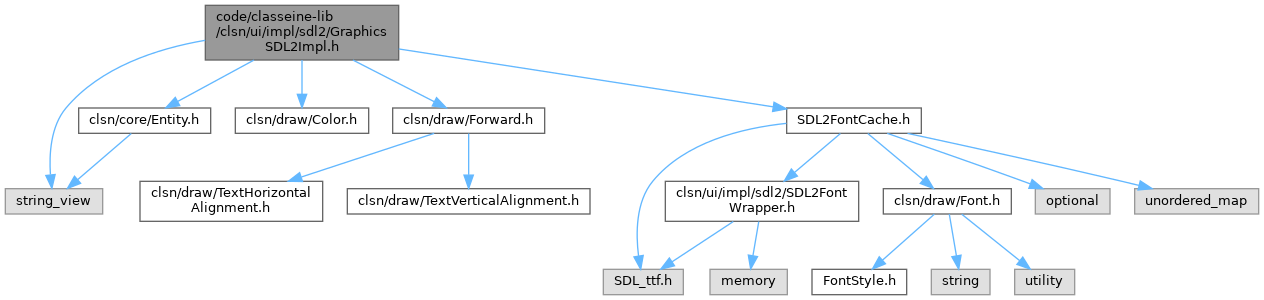 code/classeine-lib
/clsn/ui/impl/sdl2/Graphics
SDL2Impl.h
clsn/core/Entity.h
clsn/draw/Color.h
clsn/draw/Forward.h
SDL2FontCache.h
string_view
clsn/draw/TextHorizontal
Alignment.h
clsn/draw/TextVerticalAlignment.h
clsn/ui/impl/sdl2/SDL2Font
Wrapper.h
clsn/draw/Font.h
optional
unordered_map
SDL_ttf.h
memory
FontStyle.h
string
utility